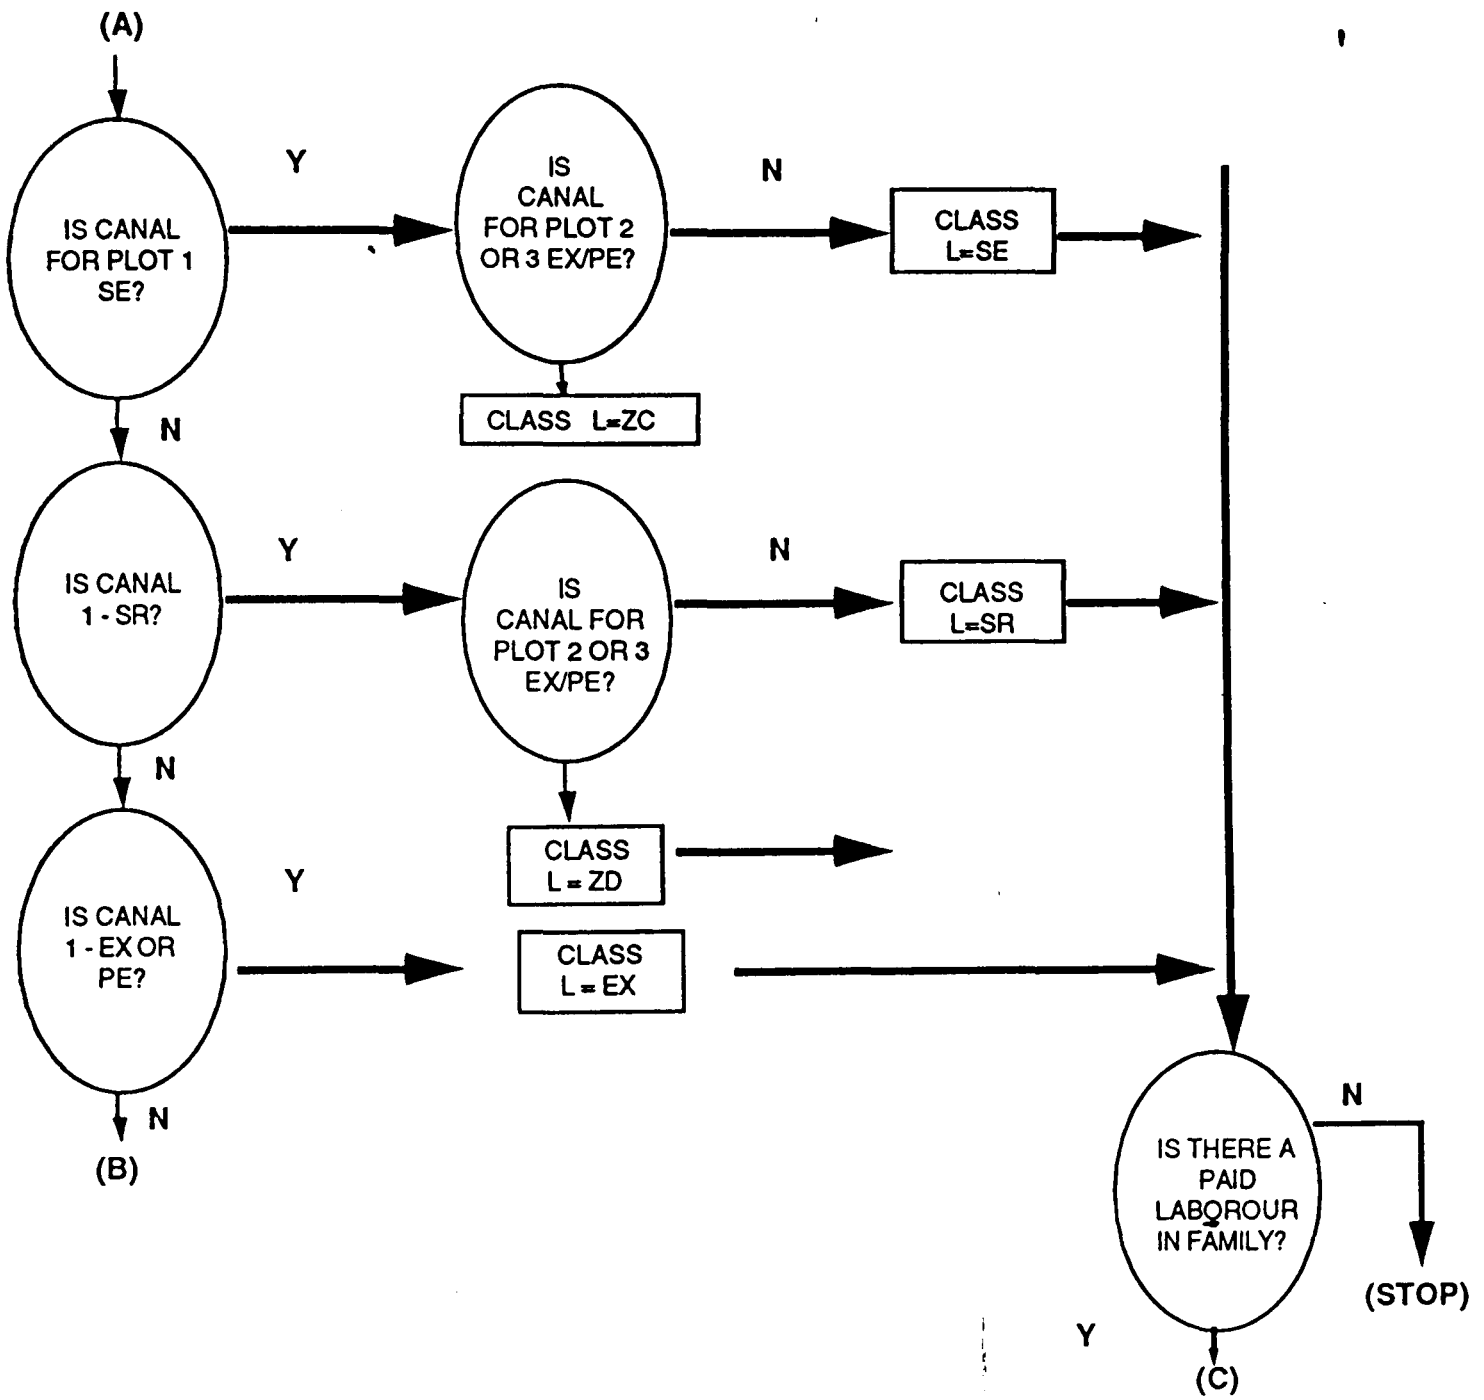 (A)
IS CANAL
FOR PLOT 1
SE?
Y
IS
CANAL
FOR PLOT 2
OR 3 EX/PE?
N
CLASS
L=SE
CLASS L=ZC
N
IS CANAL
1 - SR?
Y
IS
CANAL FOR
PLOT 2 OR 3
EX/PE?
N
CLASS
L=SR
N
CLASS
L = ZD
IS CANAL
1 - EX OR
PE?
Y
CLASS
L = EX
N
(B)
IS THERE A
PAID
LABOROUR
IN FAMILY?
N
(STOP)
Y
(C)